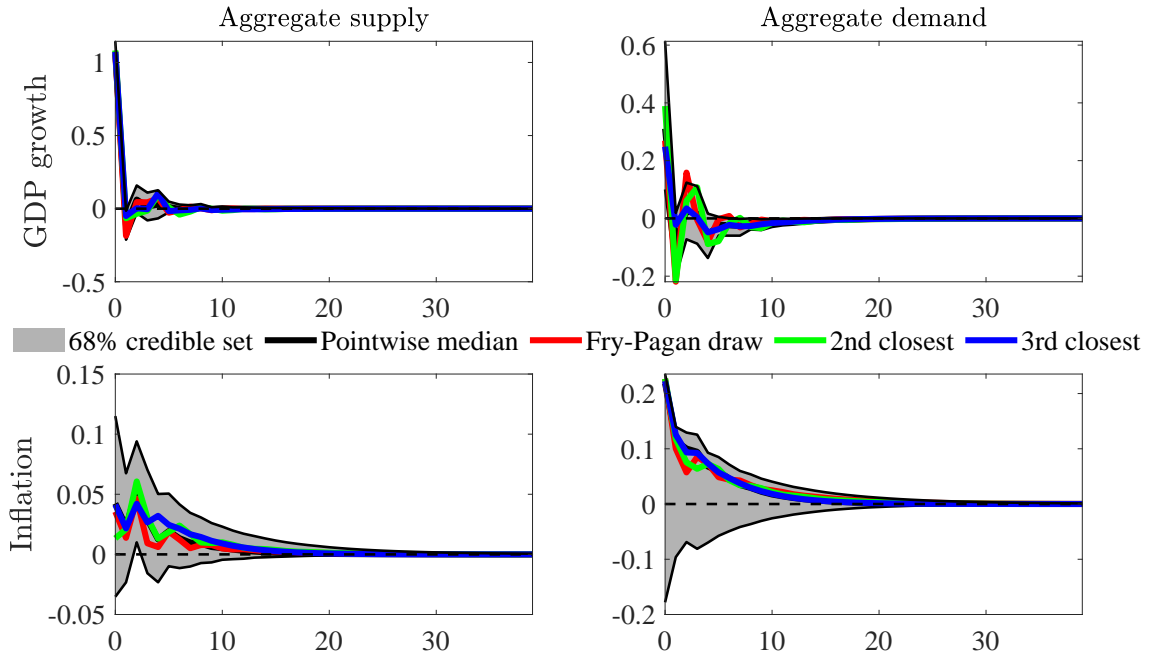 Aggregate supply
Aggregate demand
GDP growth
1
0.5
0
-0.5
0 10 20 30
0.6
0.4
0.2
0
-0.2
0 10 20 30
68% credible set Pointwise median Fry-Pagan draw 2nd closest 3rd closest
Inflation
0.15
0.1
0.05
0
-0.05
0 10 20 30
0.2
0.1
0
-0.1
-0.2
0 10 20 30